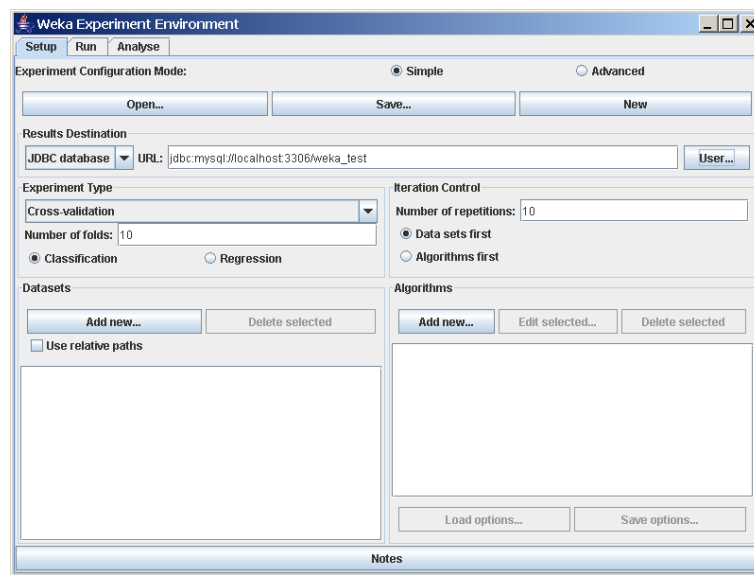 Weka Experiment Environment
Setup Run Analyse
Experiment Configuration Mode: Simple Advanced
Open... Save... New
Results Destination
JDBC database URL: jdbc:mysql://localhost:3306/weka_test User...
Experiment Type
Cross-validation
Number of folds: 10
Classification Regression
Iteration Control
Number of repetitions: 10
Data sets first
Algorithms first
Datasets
Add new... Delete selected
Use relative paths
Algorithms
Add new... Edit selected... Delete selected
Load options... Save options...
Notes